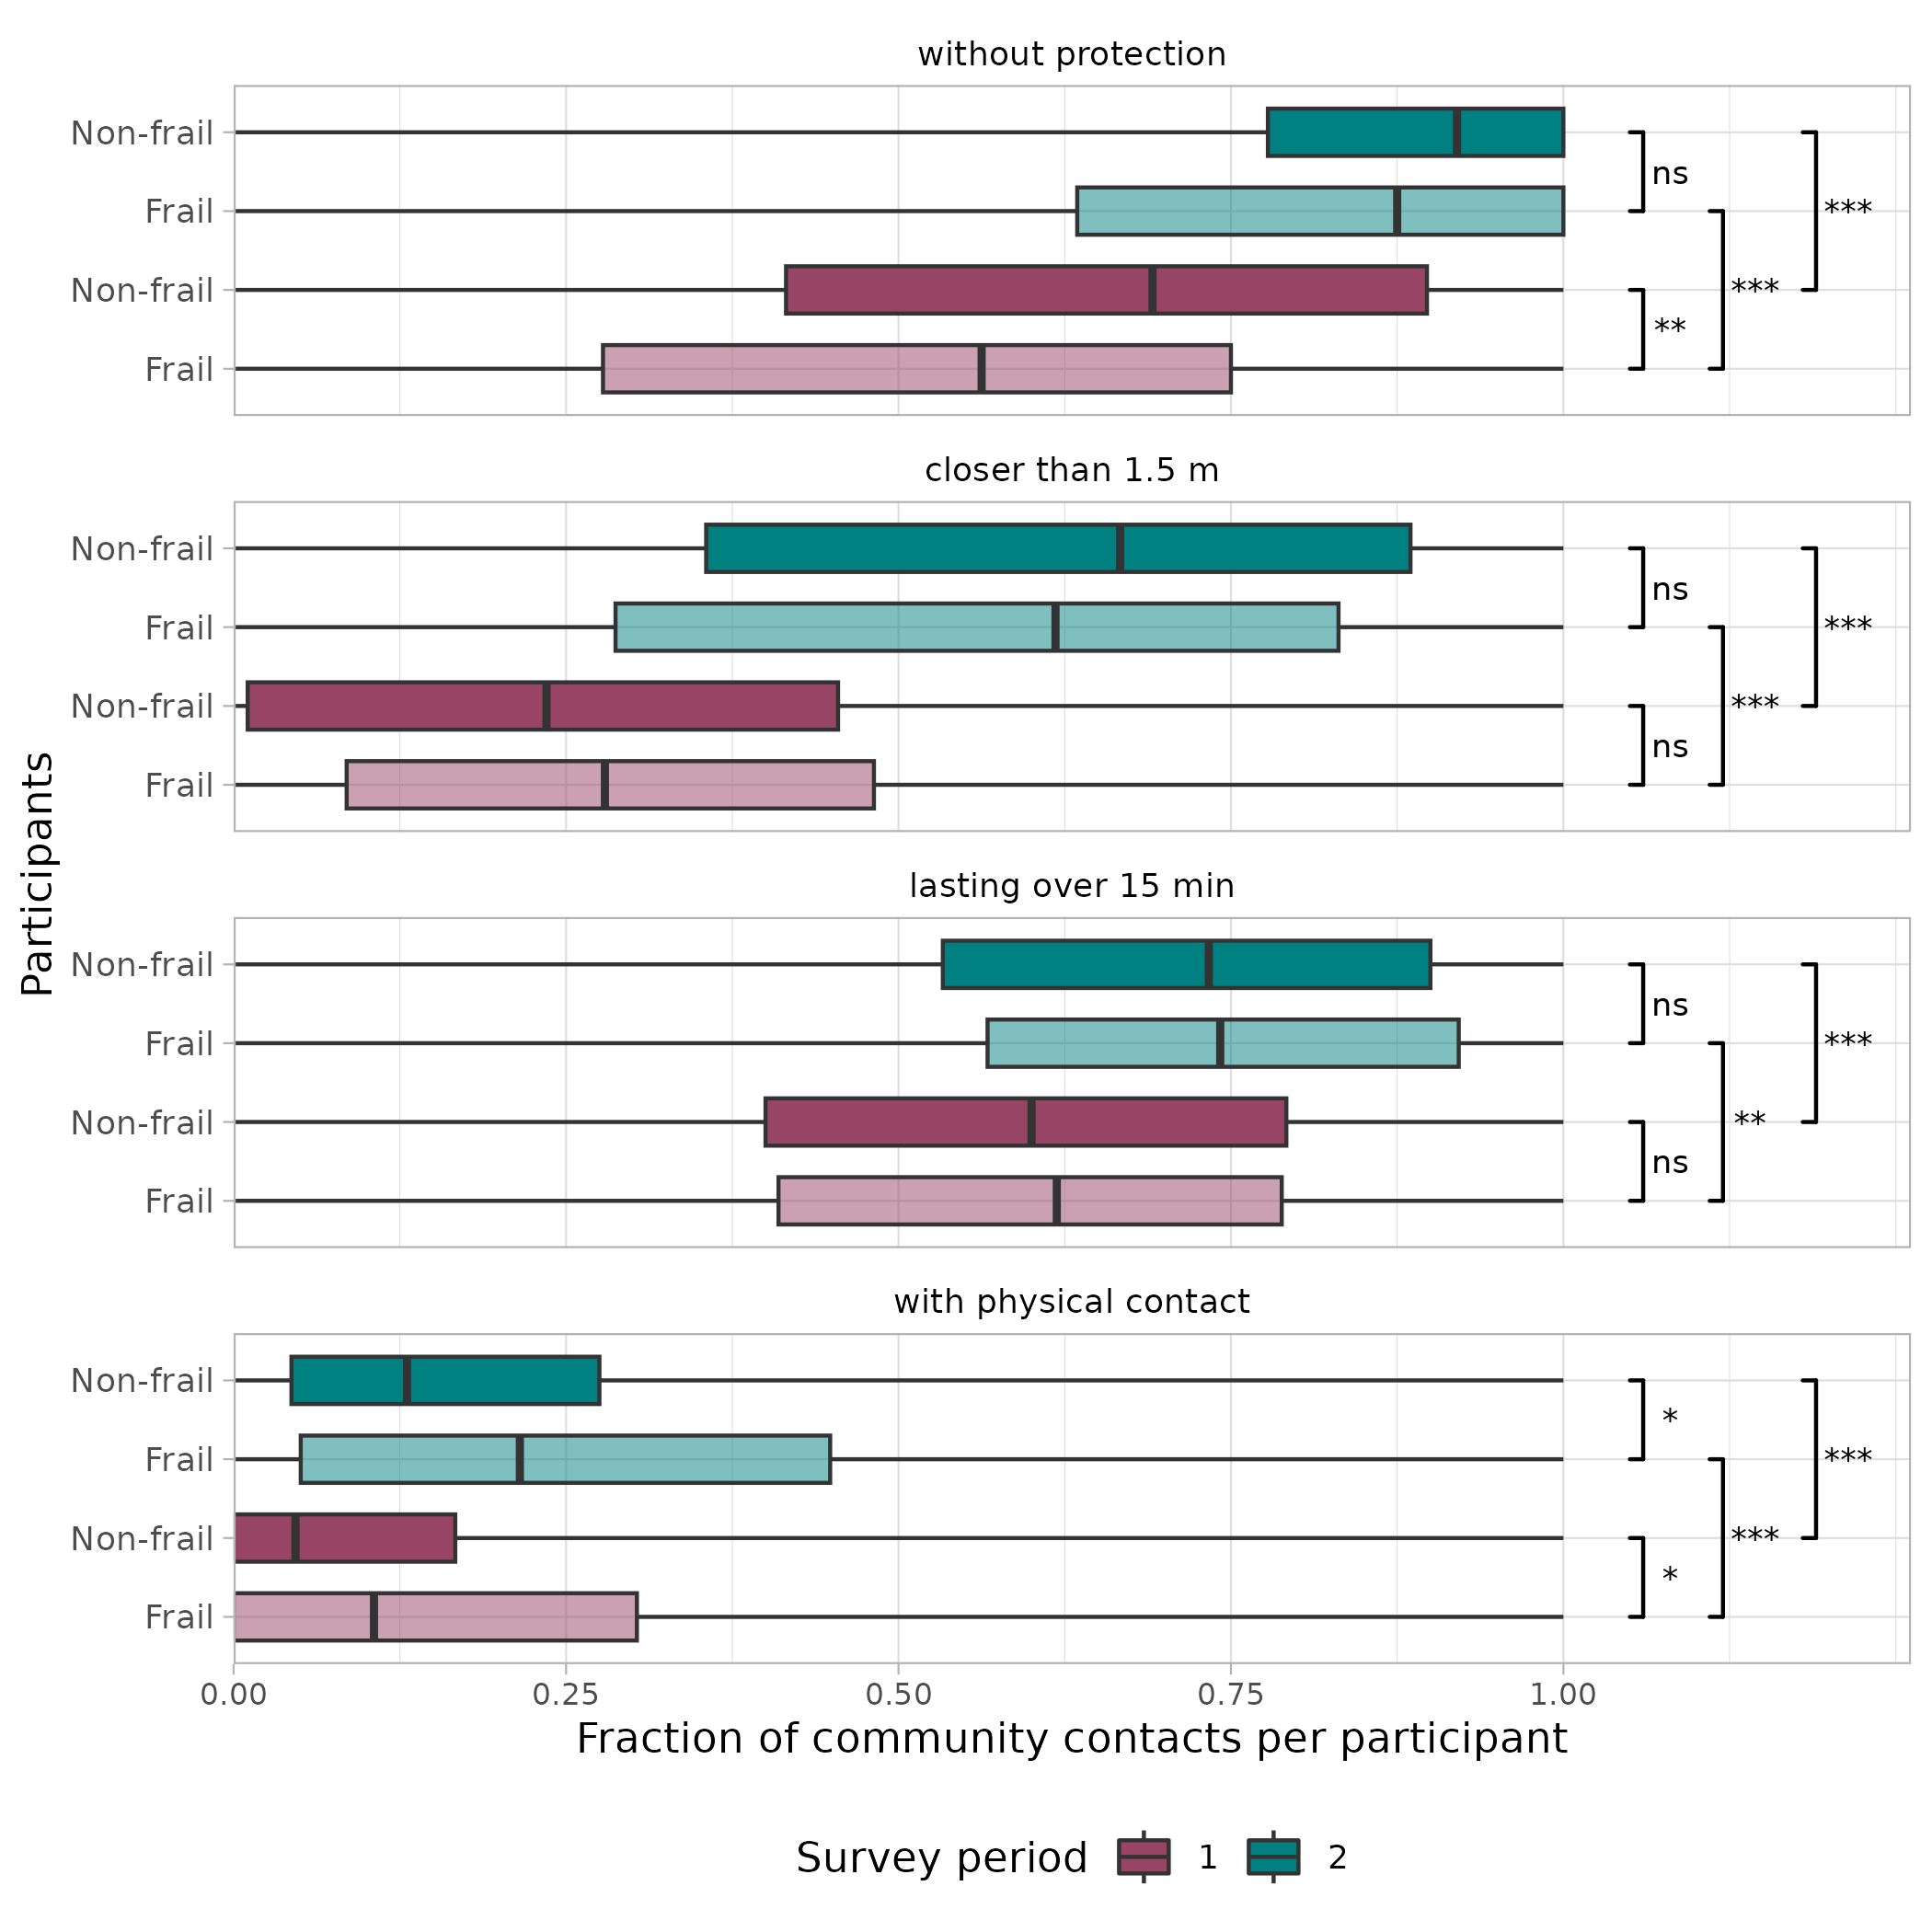 without protection
Non-frail
Frail
Non-frail
Frail
ns
**
***
***
closer than 1.5 m
Non-frail
Frail
Non-frail
Frail
ns
ns
***
***
lasting over 15 min
Non-frail
Frail
Non-frail
Frail
ns
ns
**
***
with physical contact
Non-frail
Frail
Non-frail
Frail
*
*
***
***
Participants
0.00 0.25 0.50 0.75 1.00
Fraction of community contacts per participant
Survey period 1 2